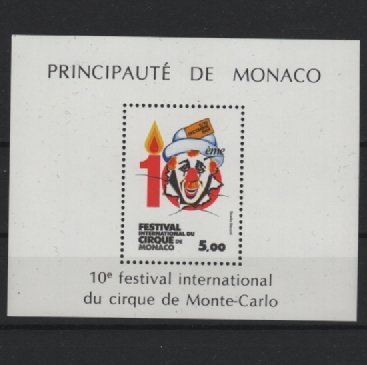 PRINCIPAUTÉ DE MONACO
10
ème
FESTIVAL
INTERNATIONAL DU
CIRQUE DE
MONACO
5,00
10e festival international
du cirque de Monte-Carlo